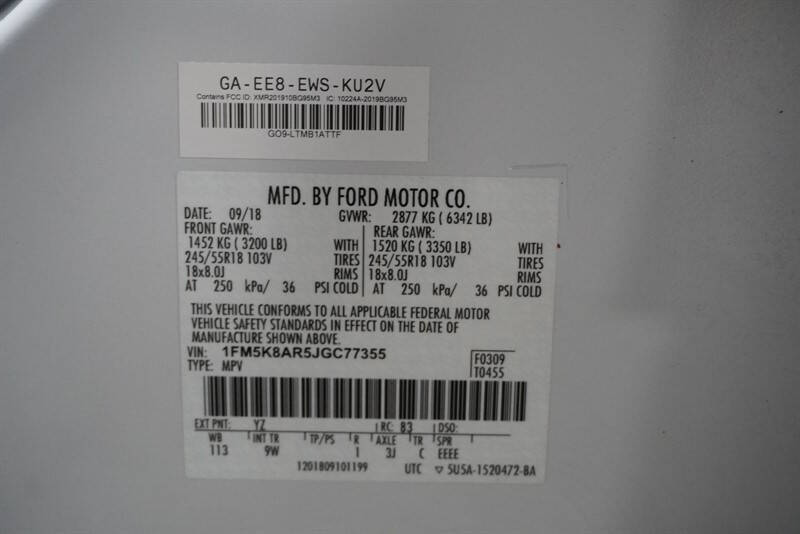 GA-EE8-EWS-KU2V
Contains FCC ID: XMR201910BG95M3 IC: 10224A-2019BG95M3
GO9-LTMB1ATTF
MFD. BY FORD MOTOR CO.
DATE: 09/18 GVWR: 2877 KG ( 6342 LB)
FRONT GAWR: REAR GAWR:
1452 KG ( 3200 LB) WITH 1520 KG ( 3350 LB) WITH
245/55R18 103V TIRES 245/55R18 103V TIRES
18x8.0J RIMS 18x8.0J RIMS
AT 250 kPa/ 36 PSI COLD AT 250 kPa/ 36 PSI COLD
THIS VEHICLE CONFORMS TO ALL APPLICABLE FEDERAL MOTOR
VEHICLE SAFETY STANDARDS IN EFFECT ON THE DATE OF
MANUFACTURE SHOWN ABOVE.
VIN: 1FM5K8AR5JGC77355 F0309
TYPE: MPV T0455
EXT PNT: YZ RC: 83 DSO:
WB INT TR TP/PS R AXLE TR SPR
113 9W 1 3J C EEEE
1201809101199 UTC ▽ 5U5A-1520472-BA